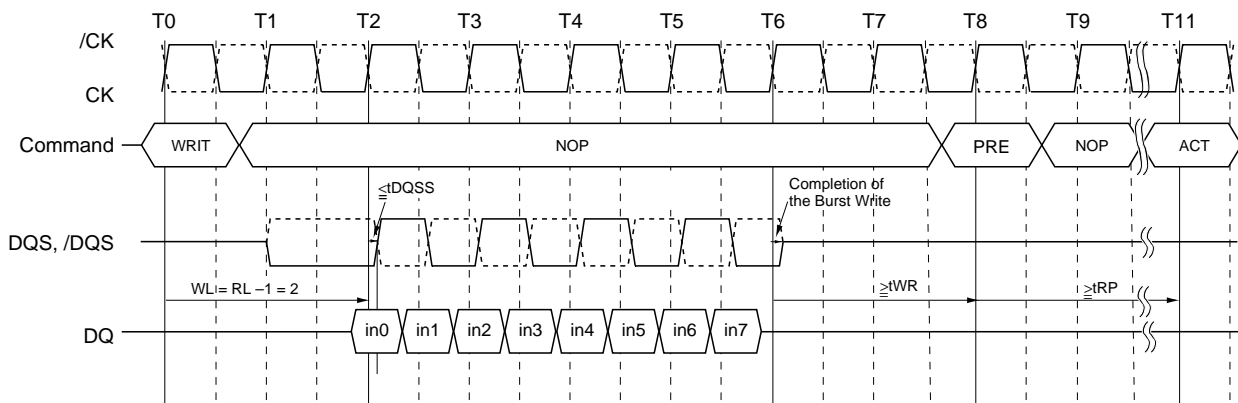 T0 T1 T2 T3 T4 T5 T6 T7 T8 T9 T11
/CK
CK
Command WRIT NOP PRE NOP ACT
≦tDQSS
Completion of
the Burst Write
DQS, /DQS
WL = RL –1 = 2
≧tWR ≧tRP
DQ in0 in1 in2 in3 in4 in5 in6 in7